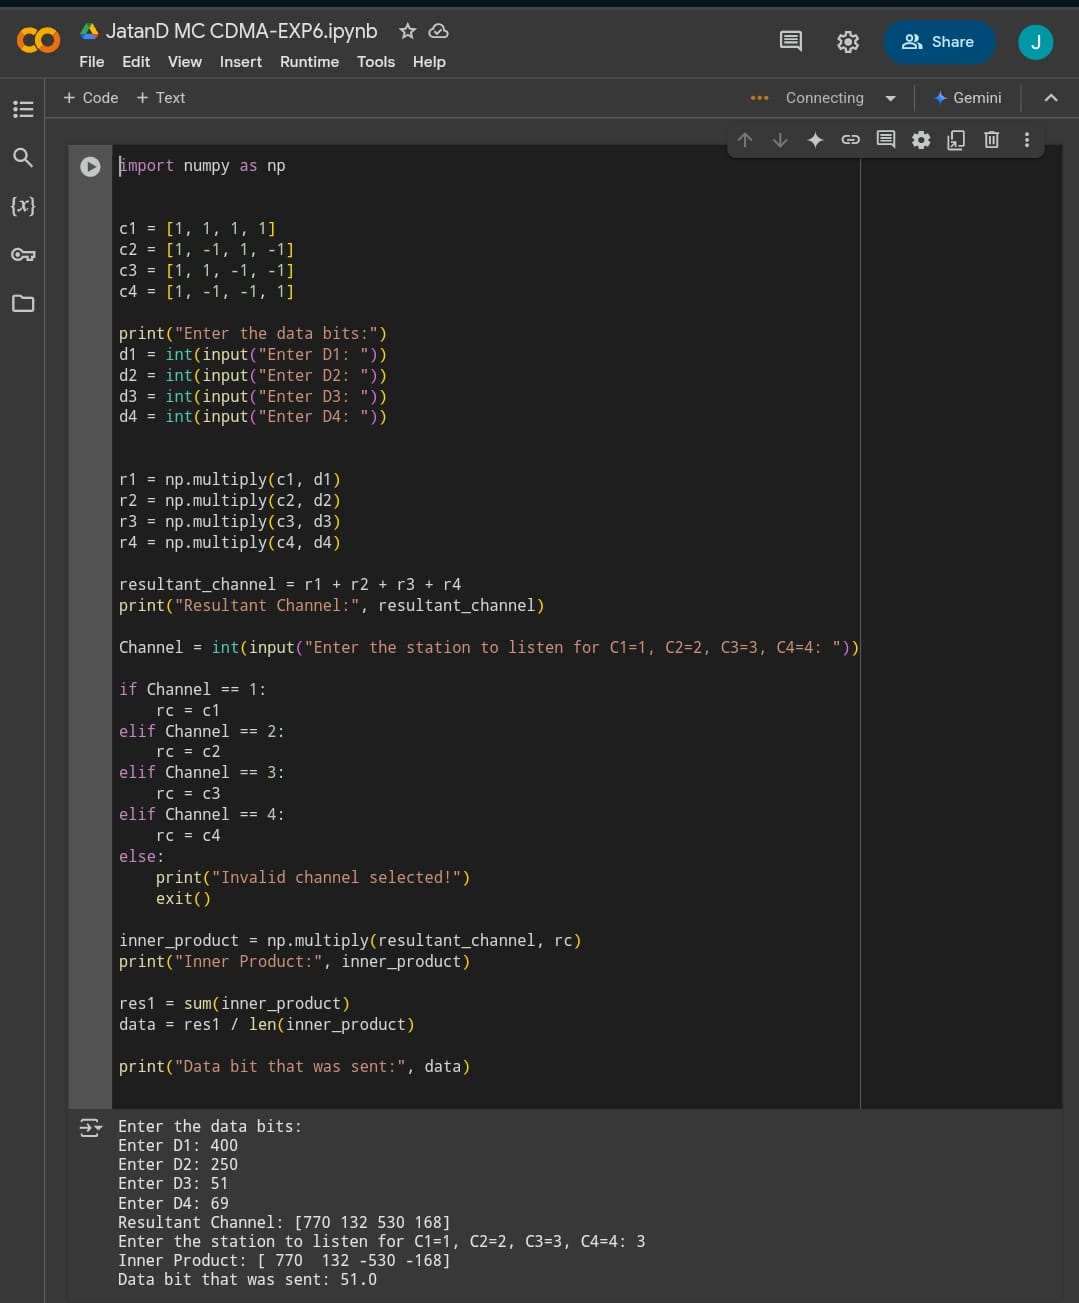 JatanD MC CDMA-EXP6.ipynb
File Edit View Insert Runtime Tools Help
Share
J
+ Code + Text
Connecting
Gemini
{x}
import numpy as np
c1 = [1, 1, 1, 1]
c2 = [1, -1, 1, -1]
c3 = [1, 1, -1, -1]
c4 = [1, -1, -1, 1]
print("Enter the data bits:")
d1 = int(input("Enter D1: "))
d2 = int(input("Enter D2: "))
d3 = int(input("Enter D3: "))
d4 = int(input("Enter D4: "))
r1 = np.multiply(c1, d1)
r2 = np.multiply(c2, d2)
r3 = np.multiply(c3, d3)
r4 = np.multiply(c4, d4)
resultant_channel = r1 + r2 + r3 + r4
print("Resultant Channel:", resultant_channel)
Channel = int(input("Enter the station to listen for C1=1, C2=2, C3=3, C4=4: "))
if Channel == 1:
    rc = c1
elif Channel == 2:
    rc = c2
elif Channel == 3:
    rc = c3
elif Channel == 4:
    rc = c4
else:
    print("Invalid channel selected!")
    exit()
inner_product = np.multiply(resultant_channel, rc)
print("Inner Product:", inner_product)
res1 = sum(inner_product)
data = res1 / len(inner_product)
print("Data bit that was sent:", data)
Enter the data bits:
Enter D1: 400
Enter D2: 250
Enter D3: 51
Enter D4: 69
Resultant Channel: [770 132 530 168]
Enter the station to listen for C1=1, C2=2, C3=3, C4=4: 3
Inner Product: [ 770  132 -530 -168]
Data bit that was sent: 51.0